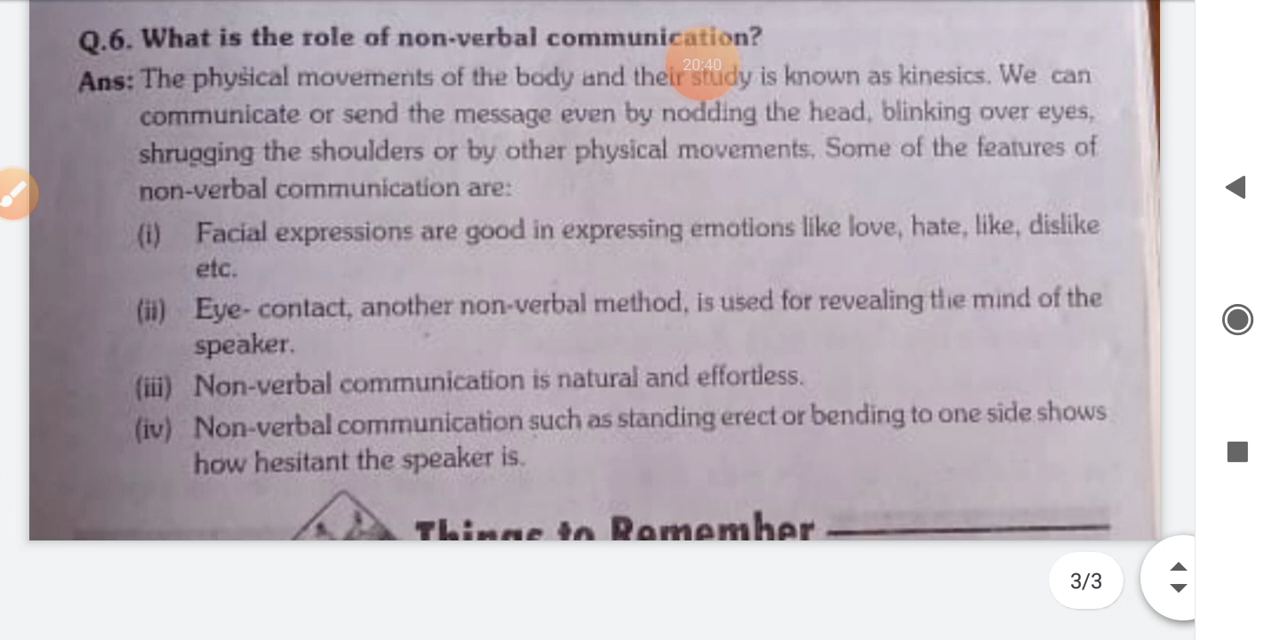 Q.6. What is the role of non-verbal communication?
20:40
Ans: The physical movements of the body and their study is known as kinesics. We can
communicate or send the message even by nodding the head, blinking over eyes,
shrugging the shoulders or by other physical movements. Some of the features of
non-verbal communication are:
(i) Facial expressions are good in expressing emotions like love, hate, like, dislike
etc.
(ii) Eye- contact, another non-verbal method, is used for revealing the mind of the
speaker.
(iii) Non-verbal communication is natural and effortless.
(iv) Non-verbal communication such as standing erect or bending to one side shows
how hesitant the speaker is.
Things to Remember
3/3